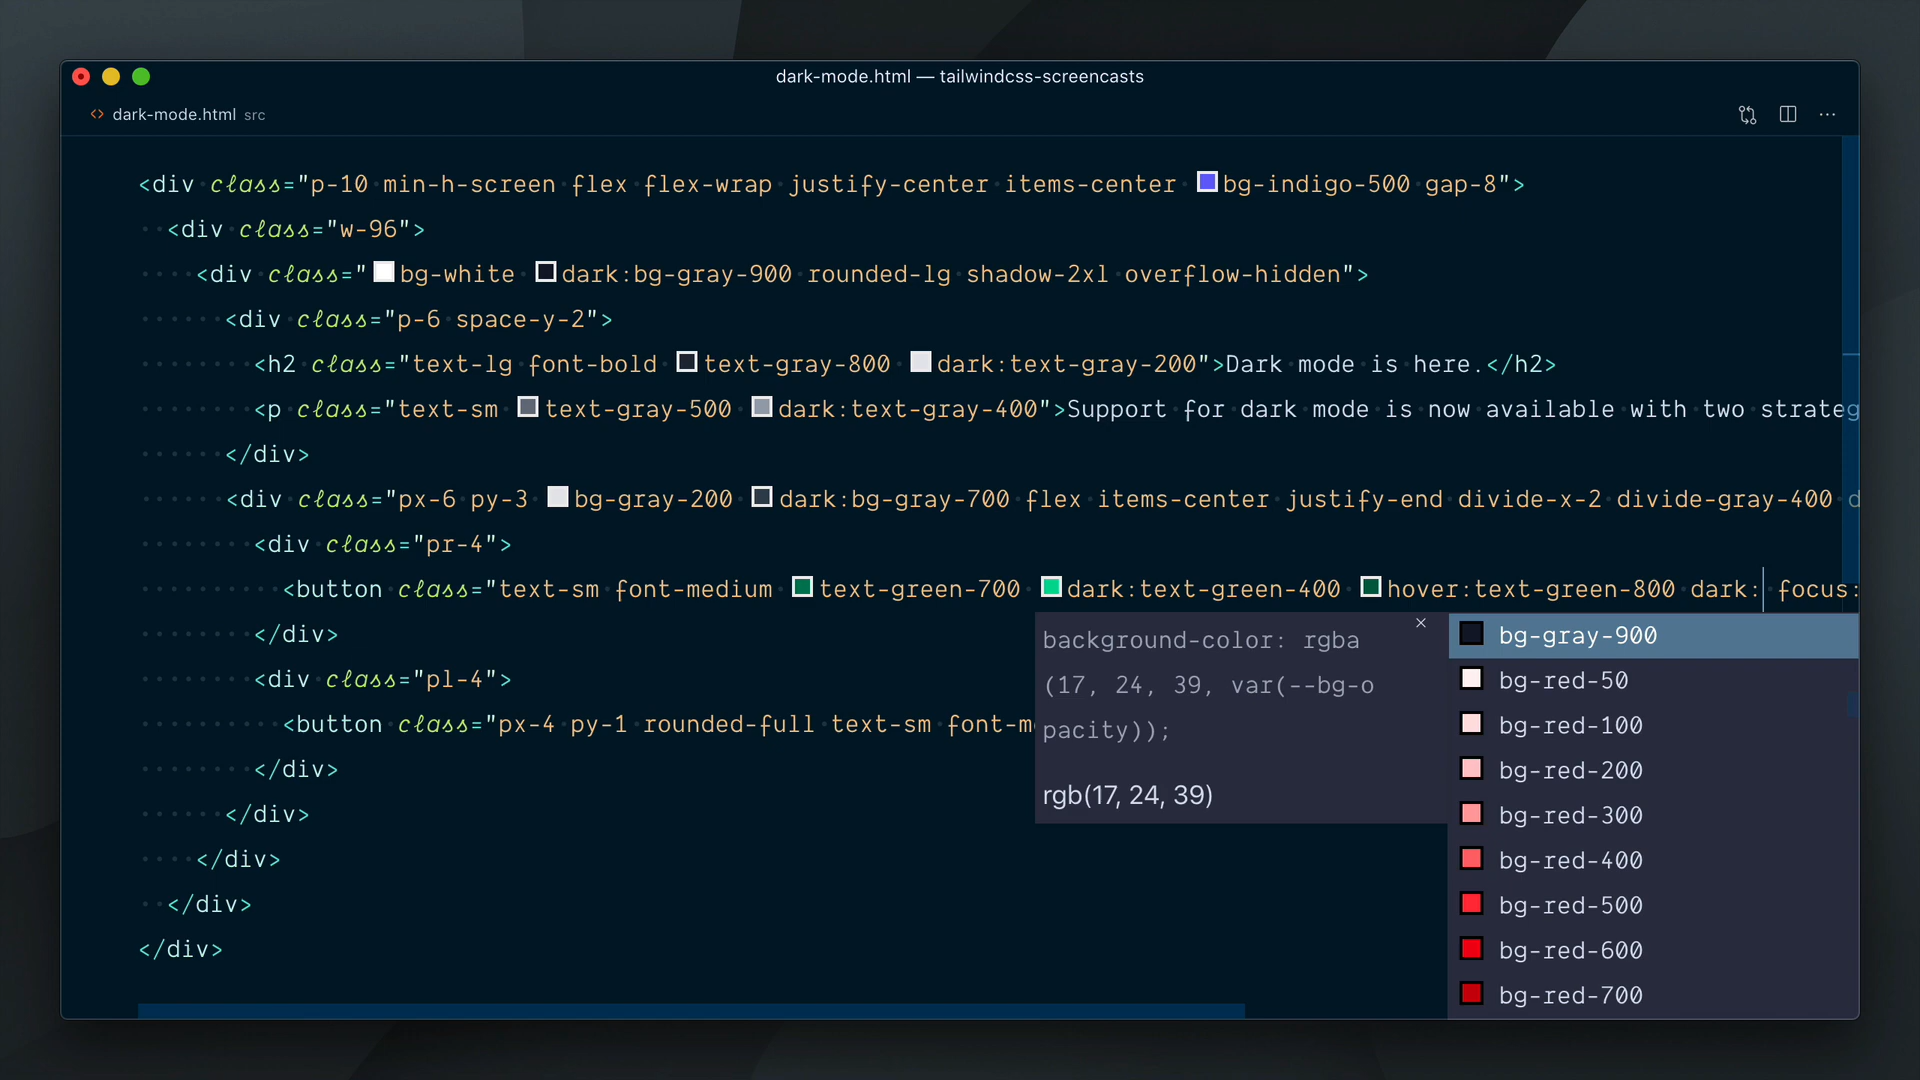 dark-mode.html — tailwindcss-screencasts
<> dark-mode.html src
<div class="p-10 min-h-screen flex flex-wrap justify-center items-center bg-indigo-500 gap-8">
<div class="w-96">
<div class="bg-white dark:bg-gray-900 rounded-lg shadow-2xl overflow-hidden">
<div class="p-6 space-y-2">
<h2 class="text-lg font-bold text-gray-800 dark:text-gray-200">Dark mode is here.</h2>
<p class="text-sm text-gray-500 dark:text-gray-400">Support for dark mode is now available with two strateg
</div>
<div class="px-6 py-3 bg-gray-200 dark:bg-gray-700 flex items-center justify-end divide-x-2 divide-gray-400 d
<div class="pr-4">
<button class="text-sm font-medium text-green-700 dark:text-green-400 hover:text-green-800 dark: focus:
</div>
<div class="pl-4">
<button class="px-4 py-1 rounded-full text-sm font-m
</div>
</div>
</div>
</div>
</div>
background-color: rgba
(17, 24, 39, var(--bg-o
pacity));
rgb(17, 24, 39)
bg-gray-900
bg-red-50
bg-red-100
bg-red-200
bg-red-300
bg-red-400
bg-red-500
bg-red-600
bg-red-700